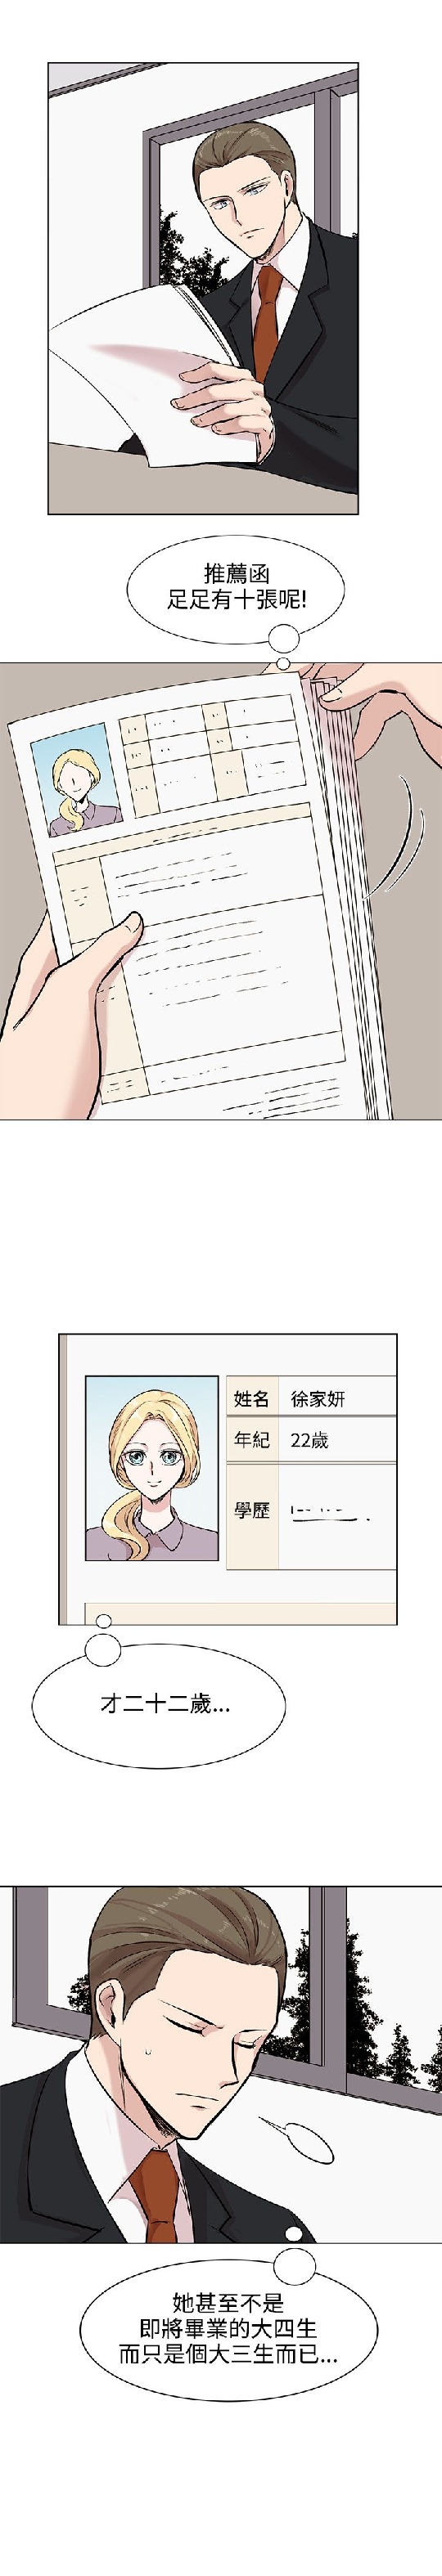 推薦函
足足有十張呢!
姓名 徐家妍
年紀 22歲
學歷
才二十二歲...
她甚至不是
即將畢業的大四生
而只是個大三生而已...